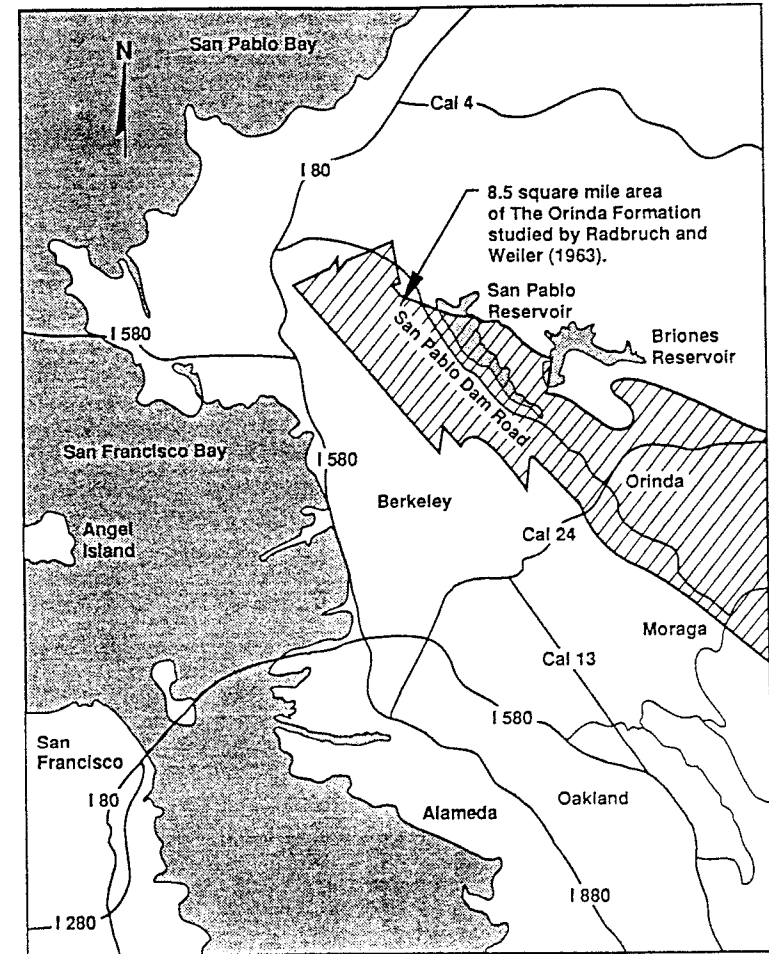 San Pablo Bay
N
Cal 4
I 80
8.5 square mile area
of The Orinda Formation
studied by Radbruch and
Weiler (1963).
San Pablo
Reservoir
Briones
Reservoir
I 580
San Pablo Dam Road
San Francisco Bay
I 580
Orinda
Berkeley
Angel
Island
Cal 24
Moraga
Cal 13
I 580
San
Francisco
I 80
Alameda
Oakland
I 880
I 280